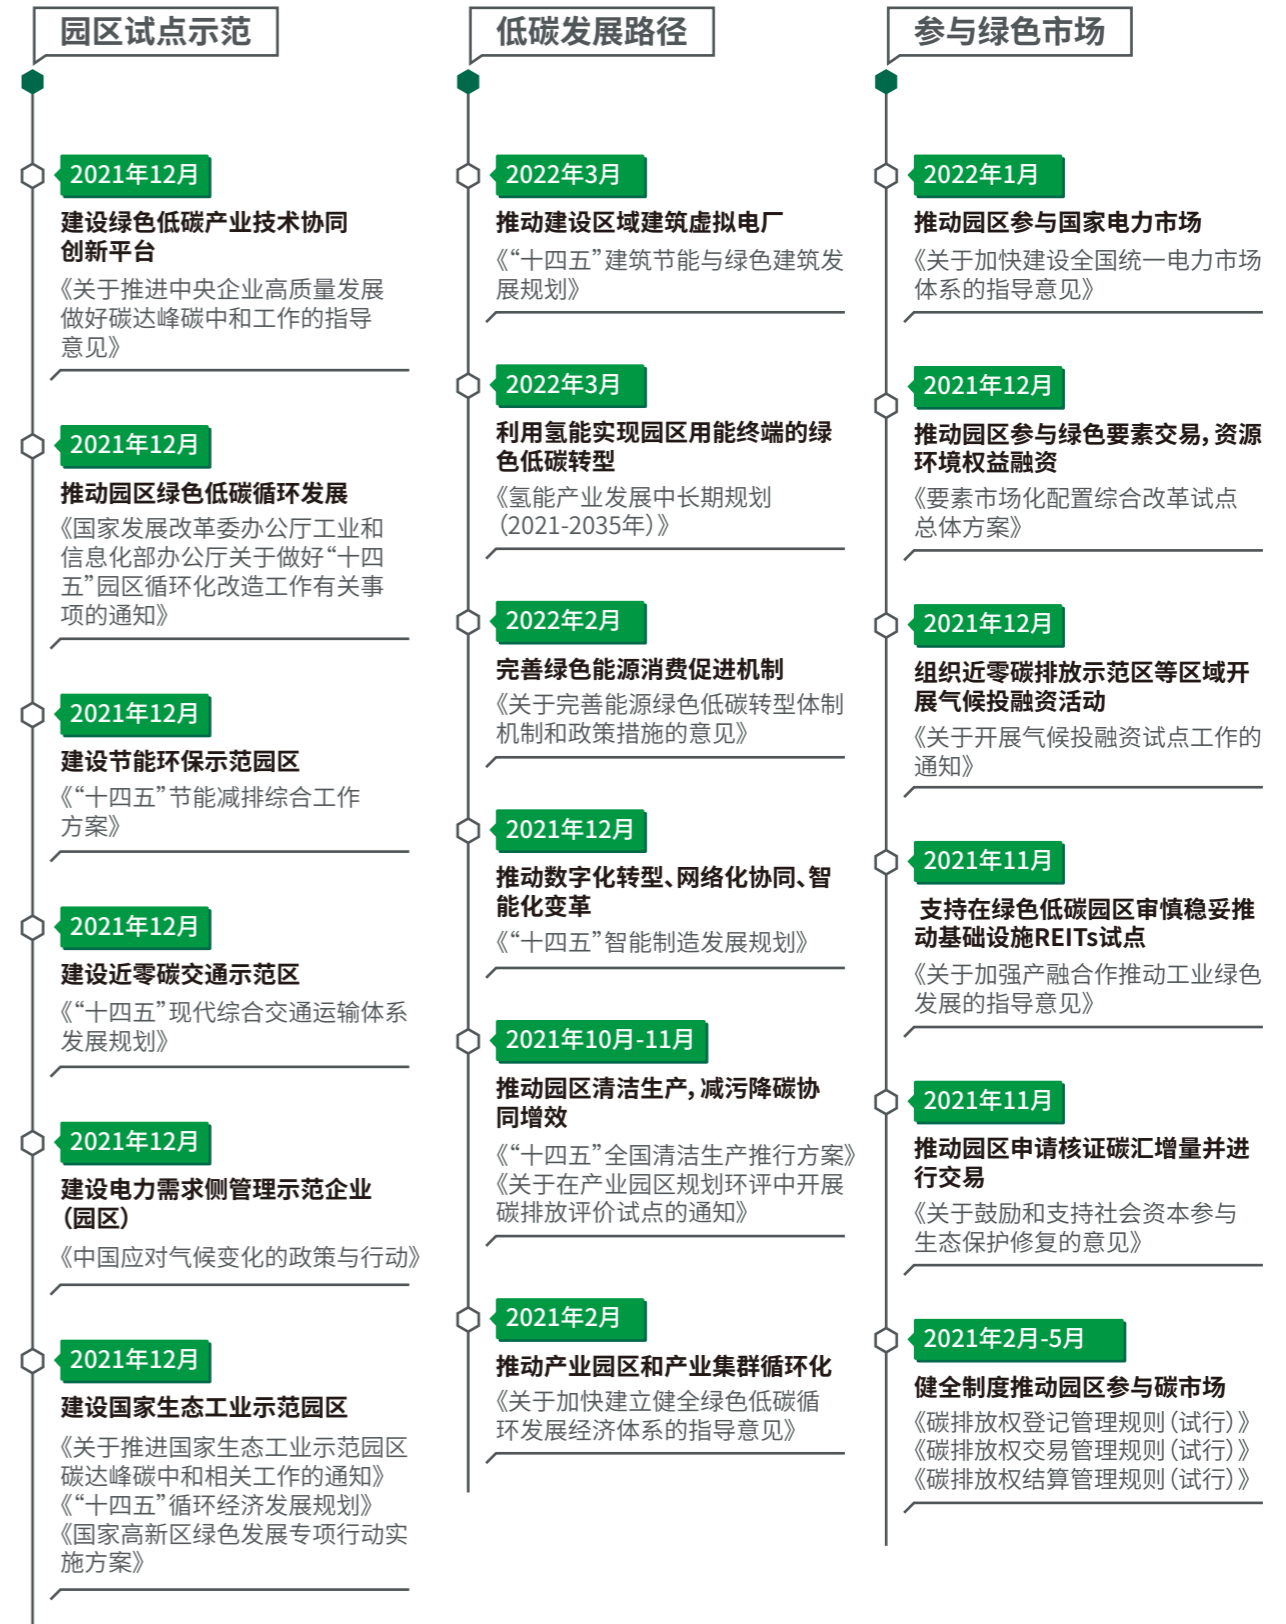 园区试点示范
2021年12月
建设绿色低碳产业技术协同
创新平台
《关于推进中央企业高质量发展
做好碳达峰碳中和工作的指导
意见》
2021年12月
推动园区绿色低碳循环发展
《国家发展改革委办公厅工业和
信息化部办公厅关于做好“十四
五”园区循环化改造工作有关事
项的通知》
2021年12月
建设节能环保示范园区
《“十四五”节能减排综合工作
方案》
2021年12月
建设近零碳交通示范区
《“十四五”现代综合交通运输体系
发展规划》
2021年12月
建设电力需求侧管理示范企业
（园区）
《中国应对气候变化的政策与行动》
2021年12月
建设国家生态工业示范园区
《关于推进国家生态工业示范园区
碳达峰碳中和相关工作的通知》
《“十四五”循环经济发展规划》
《国家高新区绿色发展专项行动实
施方案》
低碳发展路径
2022年3月
推动建设区域建筑虚拟电厂
《“十四五”建筑节能与绿色建筑发
展规划》
2022年3月
利用氢能实现园区用能终端的绿
色低碳转型
《氢能产业发展中长期规划
（2021-2035年）》
2022年2月
完善绿色能源消费促进机制
《关于完善能源绿色低碳转型体制
机制和政策措施的意见》
2021年12月
推动数字化转型、网络化协同、智
能化变革
《“十四五”智能制造发展规划》
2021年10月-11月
推动园区清洁生产，减污降碳协
同增效
《“十四五”全国清洁生产推行方案》
《关于在产业园区规划环评中开展
碳排放评价试点的通知》
2021年2月
推动产业园区和产业集群循环化
《关于加快建立健全绿色低碳循
环发展经济体系的指导意见》
参与绿色市场
2022年1月
推动园区参与国家电力市场
《关于加快建设全国统一电力市场
体系的指导意见》
2021年12月
推动园区参与绿色要素交易，资源
环境权益融资
《要素市场化配置综合改革试点
总体方案》
2021年12月
组织近零碳排放示范区等区域开
展气候投融资活动
《关于开展气候投融资试点工作的
通知》
2021年11月
支持在绿色低碳园区审慎稳妥推
动基础设施REITs试点
《关于加强产融合作推动工业绿色
发展的指导意见》
2021年11月
推动园区申请核证碳汇增量并进
行交易
《关于鼓励和支持社会资本参与
生态保护修复的意见》
2021年2月-5月
健全制度推动园区参与碳市场
《碳排放权登记管理规则（试行）》
《碳排放权交易管理规则（试行）》
《碳排放权结算管理规则（试行）》